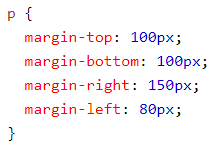 p {
  margin-top: 100px;
  margin-bottom: 100px;
  margin-right: 150px;
  margin-left: 80px;
}